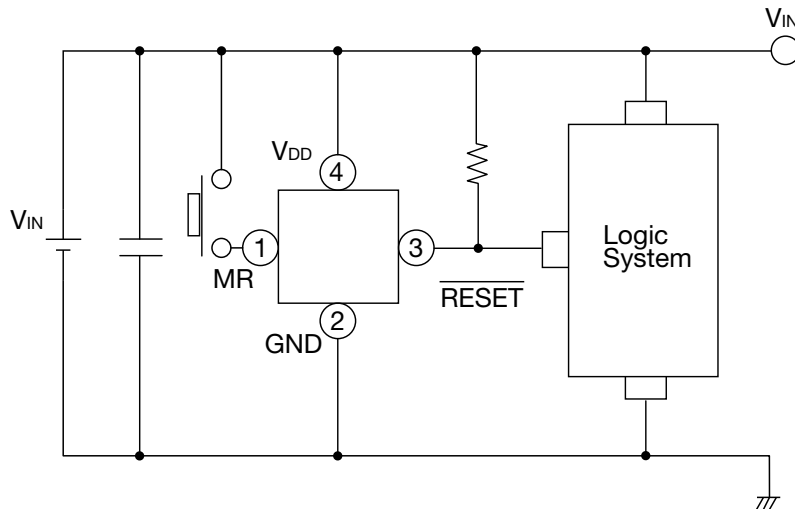 VIN
VDD
4
VIN
1
3
Logic
System
MR
RESET
2
GND